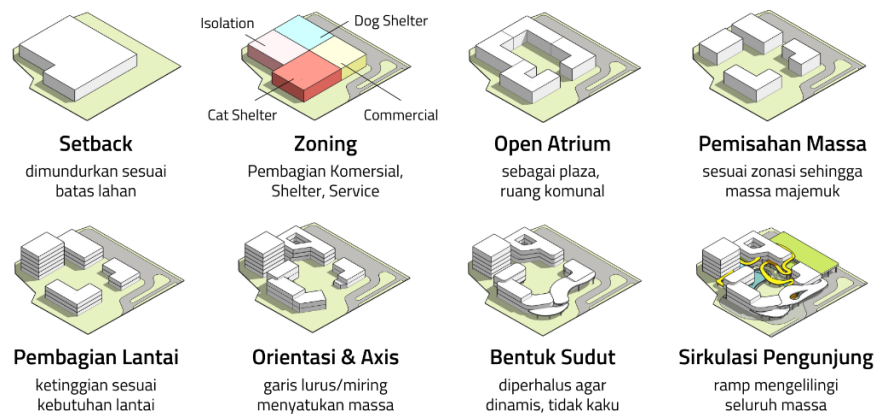 Isolation
Dog Shelter
Cat Shelter
Commercial
Setback
dimundurkan sesuai
batas lahan
Zoning
Pembagian Komersial,
Shelter, Service
Open Atrium
sebagai plaza,
ruang komunal
Pemisahan Massa
sesuai zonasi sehingga
massa majemuk
Pembagian Lantai
ketinggian sesuai
kebutuhan lantai
Orientasi & Axis
garis lurus/miring
menyatukan massa
Bentuk Sudut
diperhalus agar
dinamis, tidak kaku
Sirkulasi Pengunjung
ramp mengelilingi
seluruh massa